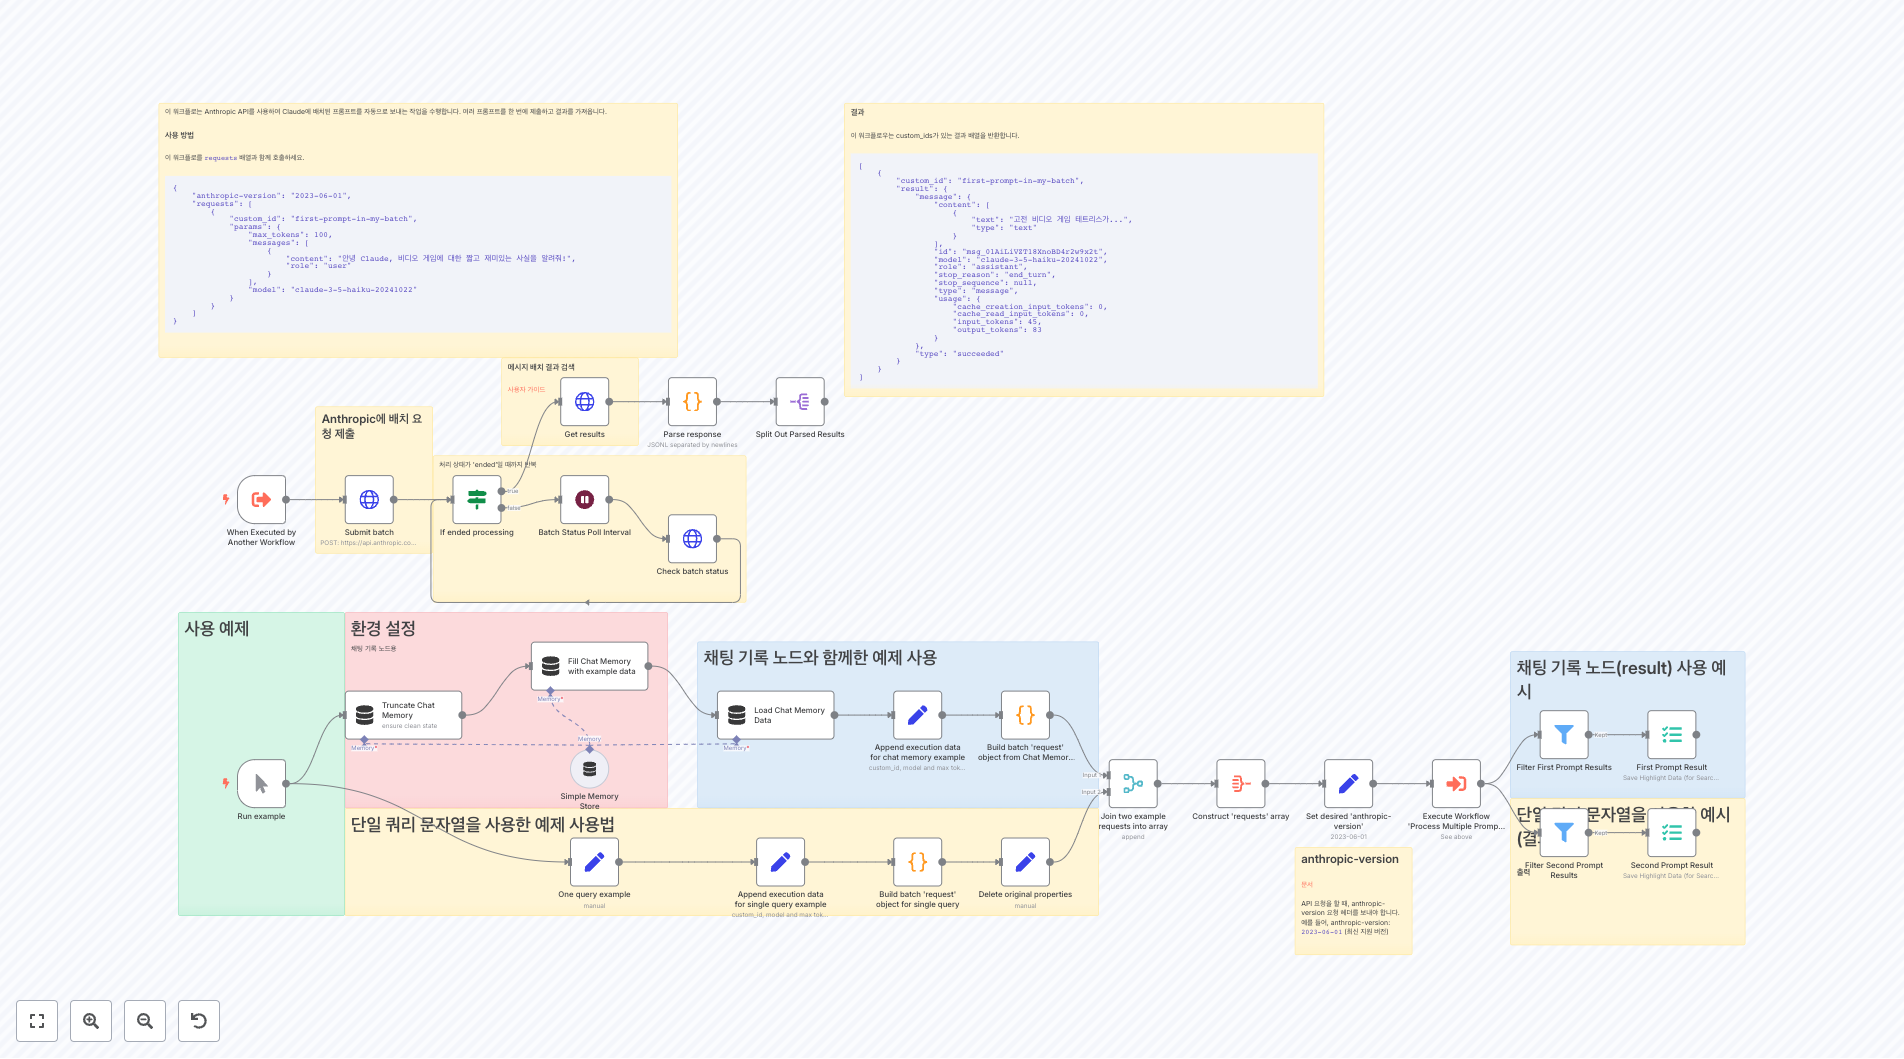 이 워크플로는 Anthropic API를 사용하여 Claude에 배치된 프롬프트를 자동으로 보내는 작업을 수행합니다. 여러 프롬프트를 한 번에 제출하고 결과를 가져옵니다.
사용 방법
이 워크플로를 requests 배열과 함께 호출하세요.
{
"anthropic-version": "2023-06-01",
"requests": [
{
"custom_id": "first-prompt-in-my-batch",
"params": {
"max_tokens": 100,
"messages": [
{
"content": "안녕 Claude, 비디오 게임에 대한 짧고 재미있는 사실을 알려줘!",
"role": "user"
}
],
"model": "claude-3-5-haiku-20241022"
}
}
]
}
결과
이 워크플로우는 custom_ids가 있는 결과 배열을 반환합니다.
[
{
"custom_id": "first-prompt-in-my-batch",
"result": {
"message": {
"content": [
{
"text": "고전 비디오 게임 테트리스가...",
"type": "text"
}
],
"id": "msg_01AiLiVZT18XnoBD4r2w9x2t",
"model": "claude-3-5-haiku-20241022",
"role": "assistant",
"stop_reason": "end_turn",
"stop_sequence": null,
"type": "message",
"usage": {
"cache_creation_input_tokens": 0,
"cache_read_input_tokens": 0,
"input_tokens": 45,
"output_tokens": 83
}
},
"type": "succeeded"
}
}
]
메시지 배치 결과 검색
사용자 가이드
Get results
Parse response
JSONL separated by newlines
Split Out Parsed Results
Anthropic에 배치 요
청 제출
처리 상태가 'ended'일 때까지 반복
true
false
When Executed by
Another Workflow
Submit batch
POST: https://api.anthropic.co...
If ended processing
Batch Status Poll Interval
Check batch status
사용 예제
환경 설정
채팅 기록 노드용
Fill Chat Memory
with example data
Memory*
Truncate Chat
Memory
ensure clean state
Memory*
Memory
Simple Memory
Store
Run example
채팅 기록 노드와 함께한 예제 사용
Load Chat Memory
Data
Memory*
Append execution data
for chat memory example
custom_id, model and max tok...
Build batch 'request'
object from Chat Memor...
단일 쿼리 문자열을 사용한 예제 사용법
One query example
manual
Append execution data
for single query example
custom_id, model and max tok...
Build batch 'request'
object for single query
Delete original properties
manual
Input
Input 2
Join two example
requests into array
append
Construct 'requests' array
Set desired 'anthropic-
version'
2023-06-01
Execute Workflow
'Process Multiple Promp...
See above
anthropic-version
문서
API 요청을 할 때, anthropic-
version 요청 헤더를 보내야 합니다.
예를 들어, anthropic-version:
2023-06-01 (최신 지원 버전)
채팅 기록 노드(result) 사용 예
시
Kept
Filter First Prompt Results
First Prompt Result
Save Highlight Data (for Searc...
단일 문자열을 예시
Kept
출력
Filter Second Prompt
Results
Second Prompt Result
Save Highlight Data (for Searc...